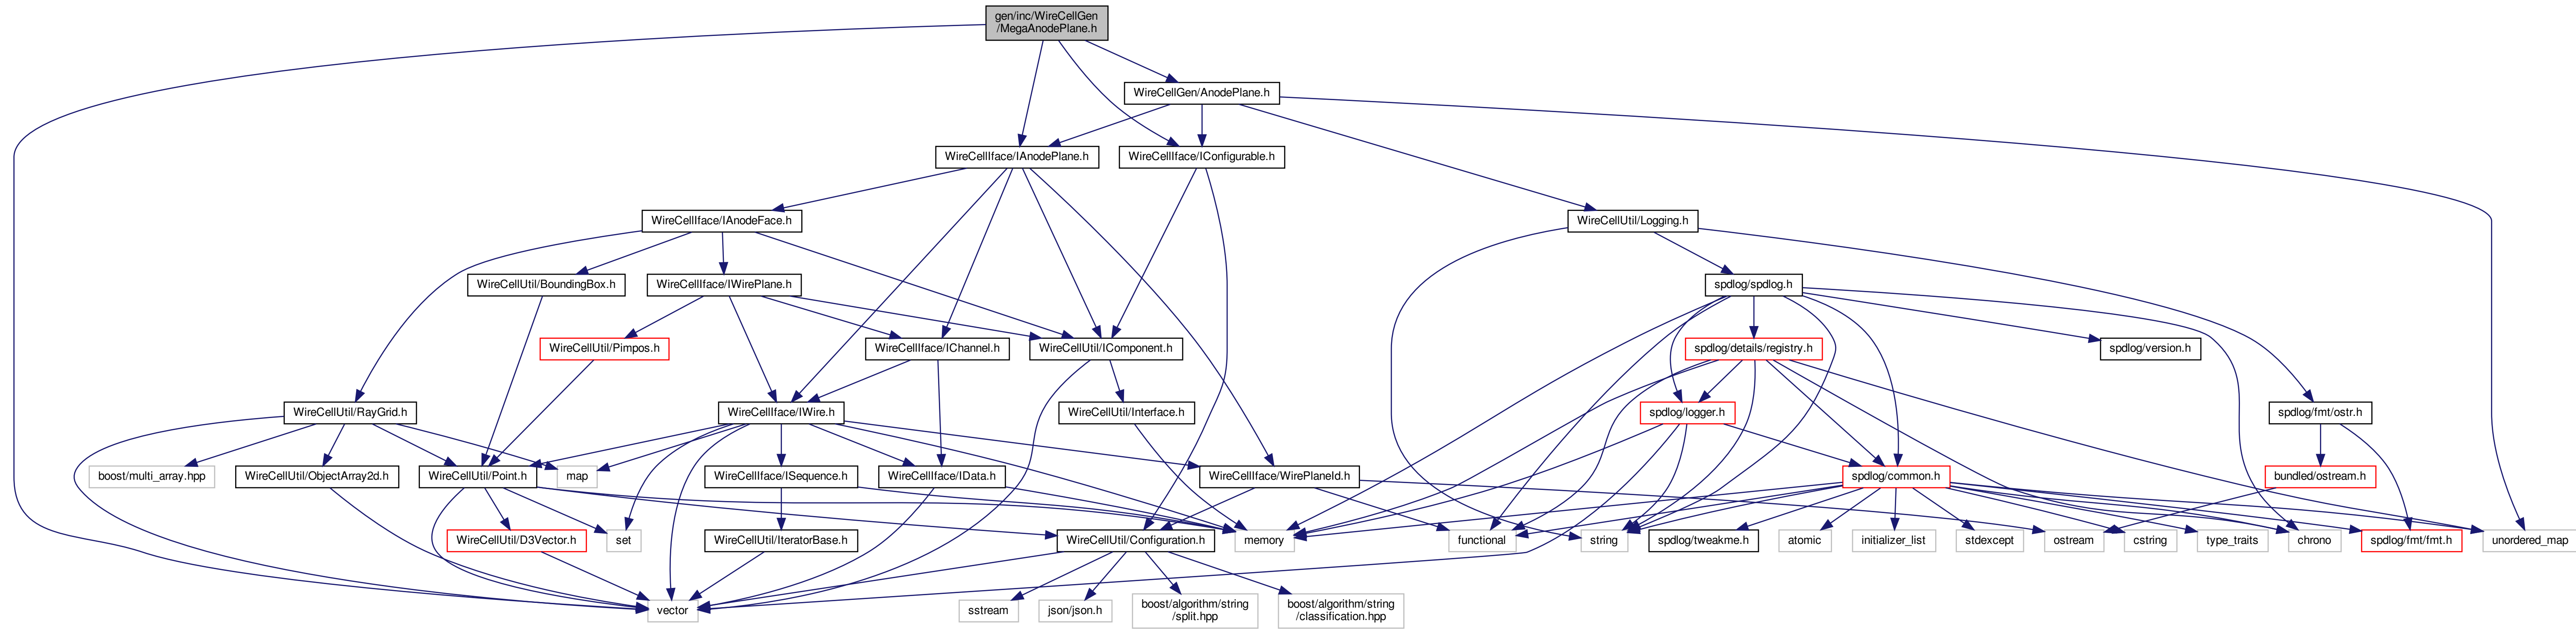 gen/inc/WireCellGen
/MegaAnodePlane.h
WireCellGen/AnodePlane.h
WireCellIface/IAnodePlane.h
WireCellIface/IConfigurable.h
WireCellIface/IAnodeFace.h
WireCellUtil/Logging.h
WireCellUtil/BoundingBox.h
WireCellIface/IWirePlane.h
spdlog/spdlog.h
WireCellUtil/Pimpos.h
WireCellIface/IChannel.h
WireCellUtil/IComponent.h
spdlog/details/registry.h
spdlog/version.h
WireCellUtil/RayGrid.h
WireCellIface/IWire.h
WireCellUtil/Interface.h
spdlog/logger.h
spdlog/fmt/ostr.h
boost/multi_array.hpp
WireCellUtil/ObjectArray2d.h
WireCellUtil/Point.h
map
WireCellIface/ISequence.h
WireCellIface/IData.h
WireCellIface/WirePlaneId.h
spdlog/common.h
bundled/ostream.h
WireCellUtil/D3Vector.h
set
WireCellUtil/IteratorBase.h
WireCellUtil/Configuration.h
memory
functional
string
spdlog/tweakme.h
atomic
initializer_list
stdexcept
ostream
cstring
type_traits
chrono
spdlog/fmt/fmt.h
unordered_map
vector
sstream
json/json.h
boost/algorithm/string
/split.hpp
boost/algorithm/string
/classification.hpp